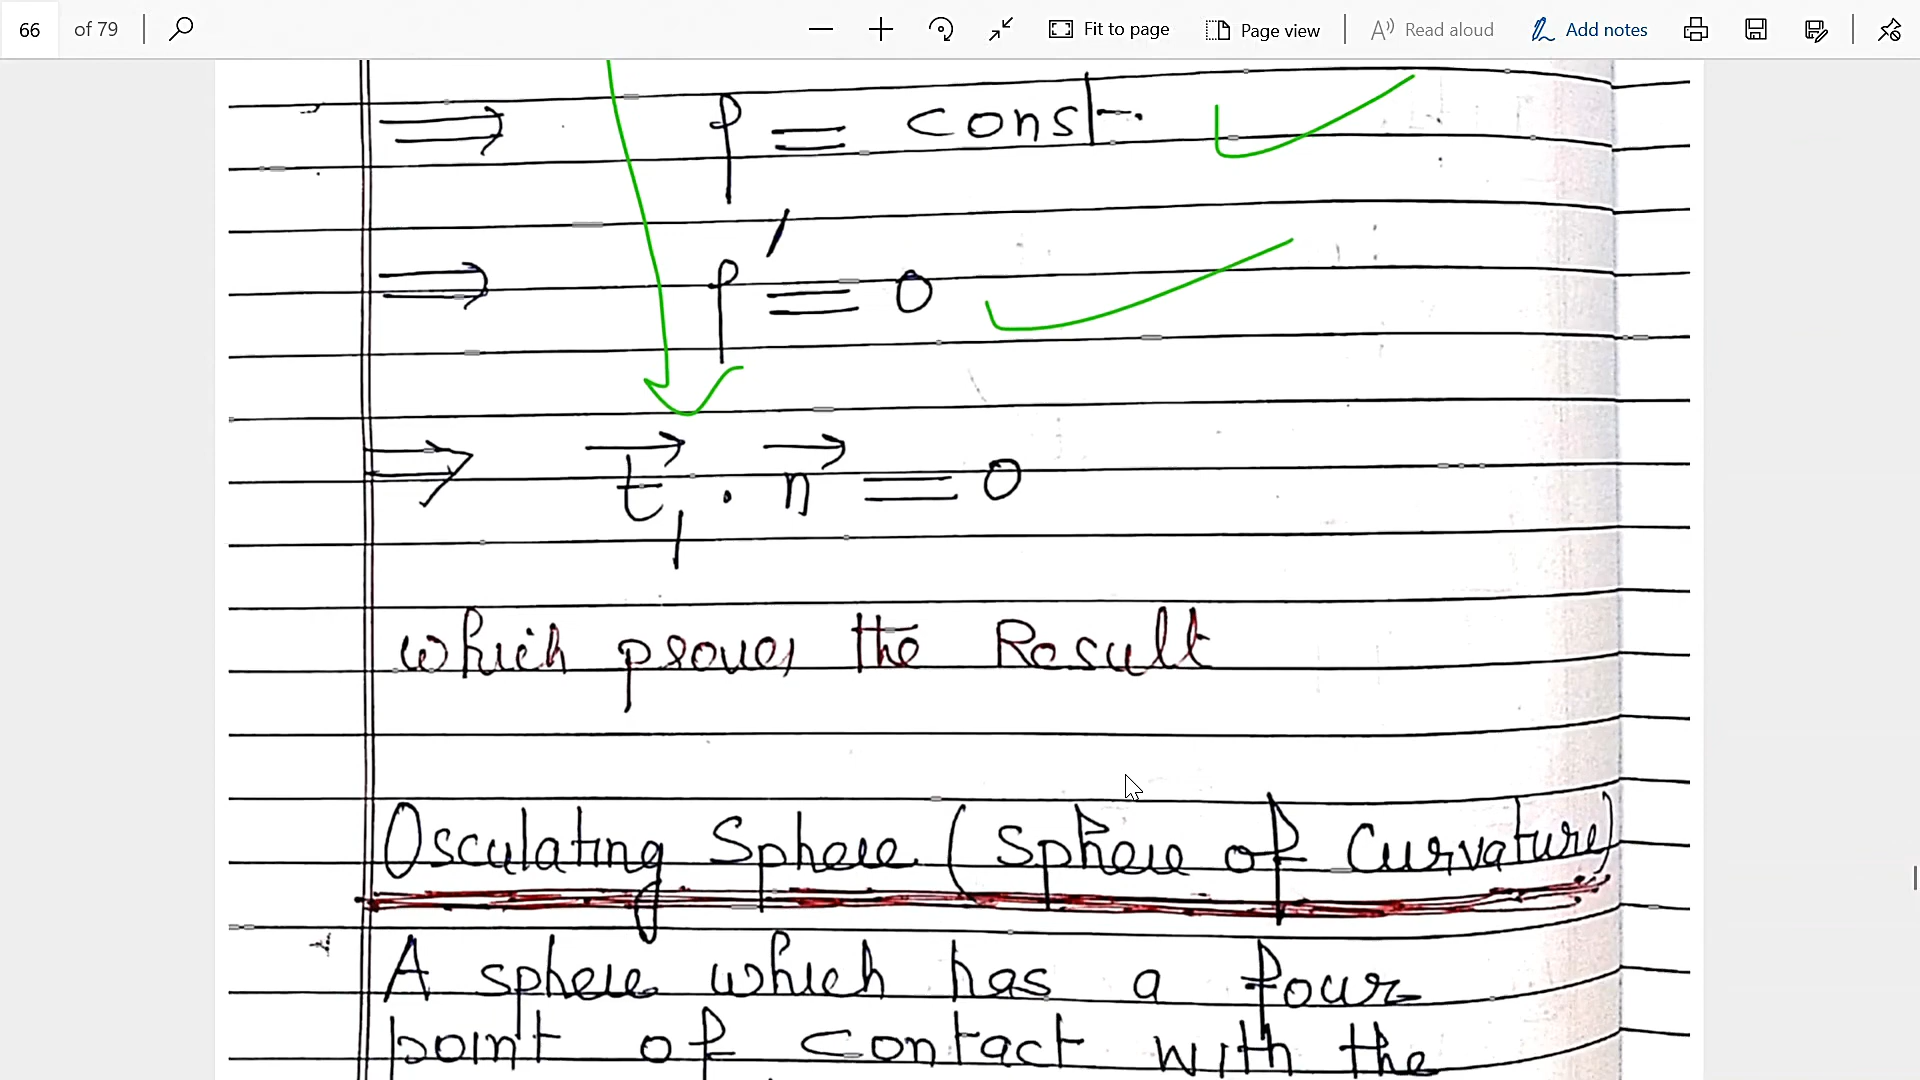 66 of 79 Fit to page Page view Read aloud Add notes
⟹ ρ = const.
⟹ ρ′ = 0
⟹ t⃗₁ . n⃗ = 0
which proves the Result
Osculating Sphere (Sphere of Curvature)
A sphere which has a four
point of contact with the